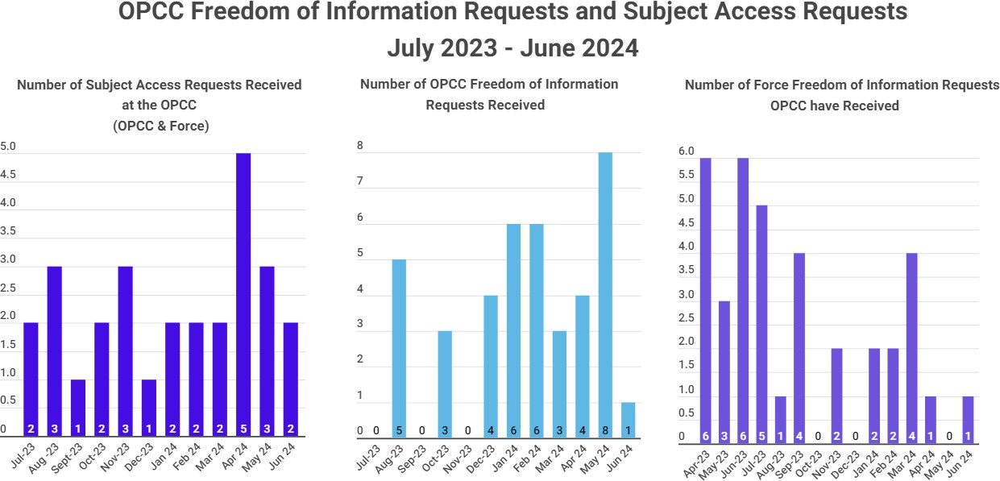 OPCC Freedom of Information Requests and Subject Access Requests
July 2023 - June 2024
Number of Subject Access Requests Received
at the OPCC
(OPCC & Force)
5.0
4.5
4.0
3.5
3.0
2.5
2.0
1.5
1.0
0.5
0
2 3 1 2 3 1 2 2 2 5 3 2
Jul-23 Aug -23 Sept-23 Oct-23 Nov-23 Dec-23 Jan 24 Feb 24 Mar 24 Apr 24 May 24 Jun 24
Number of OPCC Freedom of Information
Requests Received
8
7
6
5
4
3
2
1
0
0 5 0 3 0 4 6 6 3 4 8 1
Jul-23 Aug-23 Sep-23 Oct-23 Nov-23 Dec-23 Jan 24 Feb 24 Mar 24 Apr 24 May 24 Jun 24
Number of Force Freedom of Information Requests
OPCC have Received
6.0
5.5
5.0
4.5
4.0
3.5
3.0
2.5
2.0
1.5
1.0
0.5
0
6 3 6 5 1 4 0 2 0 2 2 4 1 0 1
Apr-23 May-23 Jun-23 Jul-23 Aug-23 Sep-23 Oct-23 Nov-23 Dec-23 Jan 24 Feb 24 Mar 24 Apr 24 May 24 Jun 24